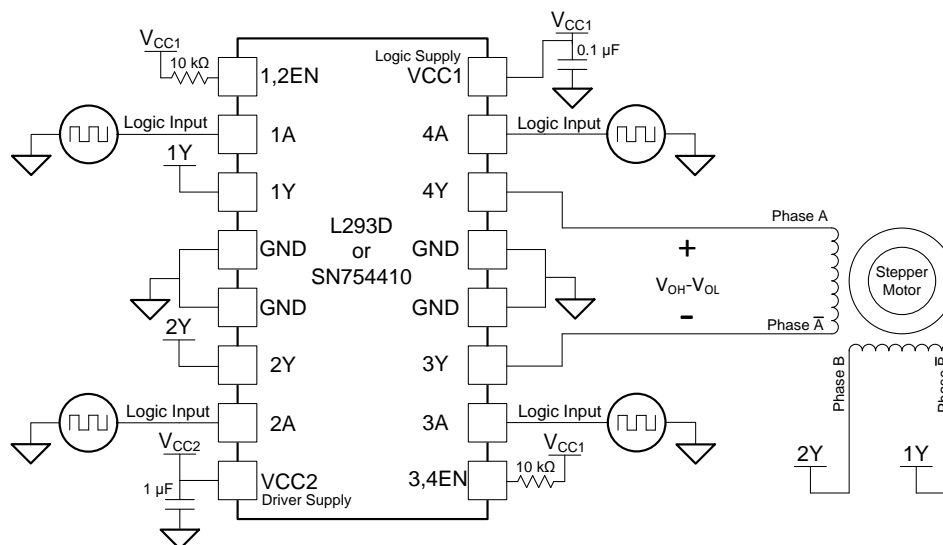 VCC1
10 kΩ
1,2EN
Logic Supply
VCC1
VCC1
0.1 µF
Logic Input
1A
4A
Logic Input
1Y
1Y
4Y
L293D
or
SN754410
GND
GND
GND
GND
Phase A
+
VOH-VOL
-
Phase A̅
Stepper
Motor
2Y
2Y
3Y
Phase B
Phase B̅
Logic Input
2A
3A
Logic Input
VCC2
1 µF
VCC2
Driver Supply
3,4EN
10 kΩ
VCC1
2Y
1Y